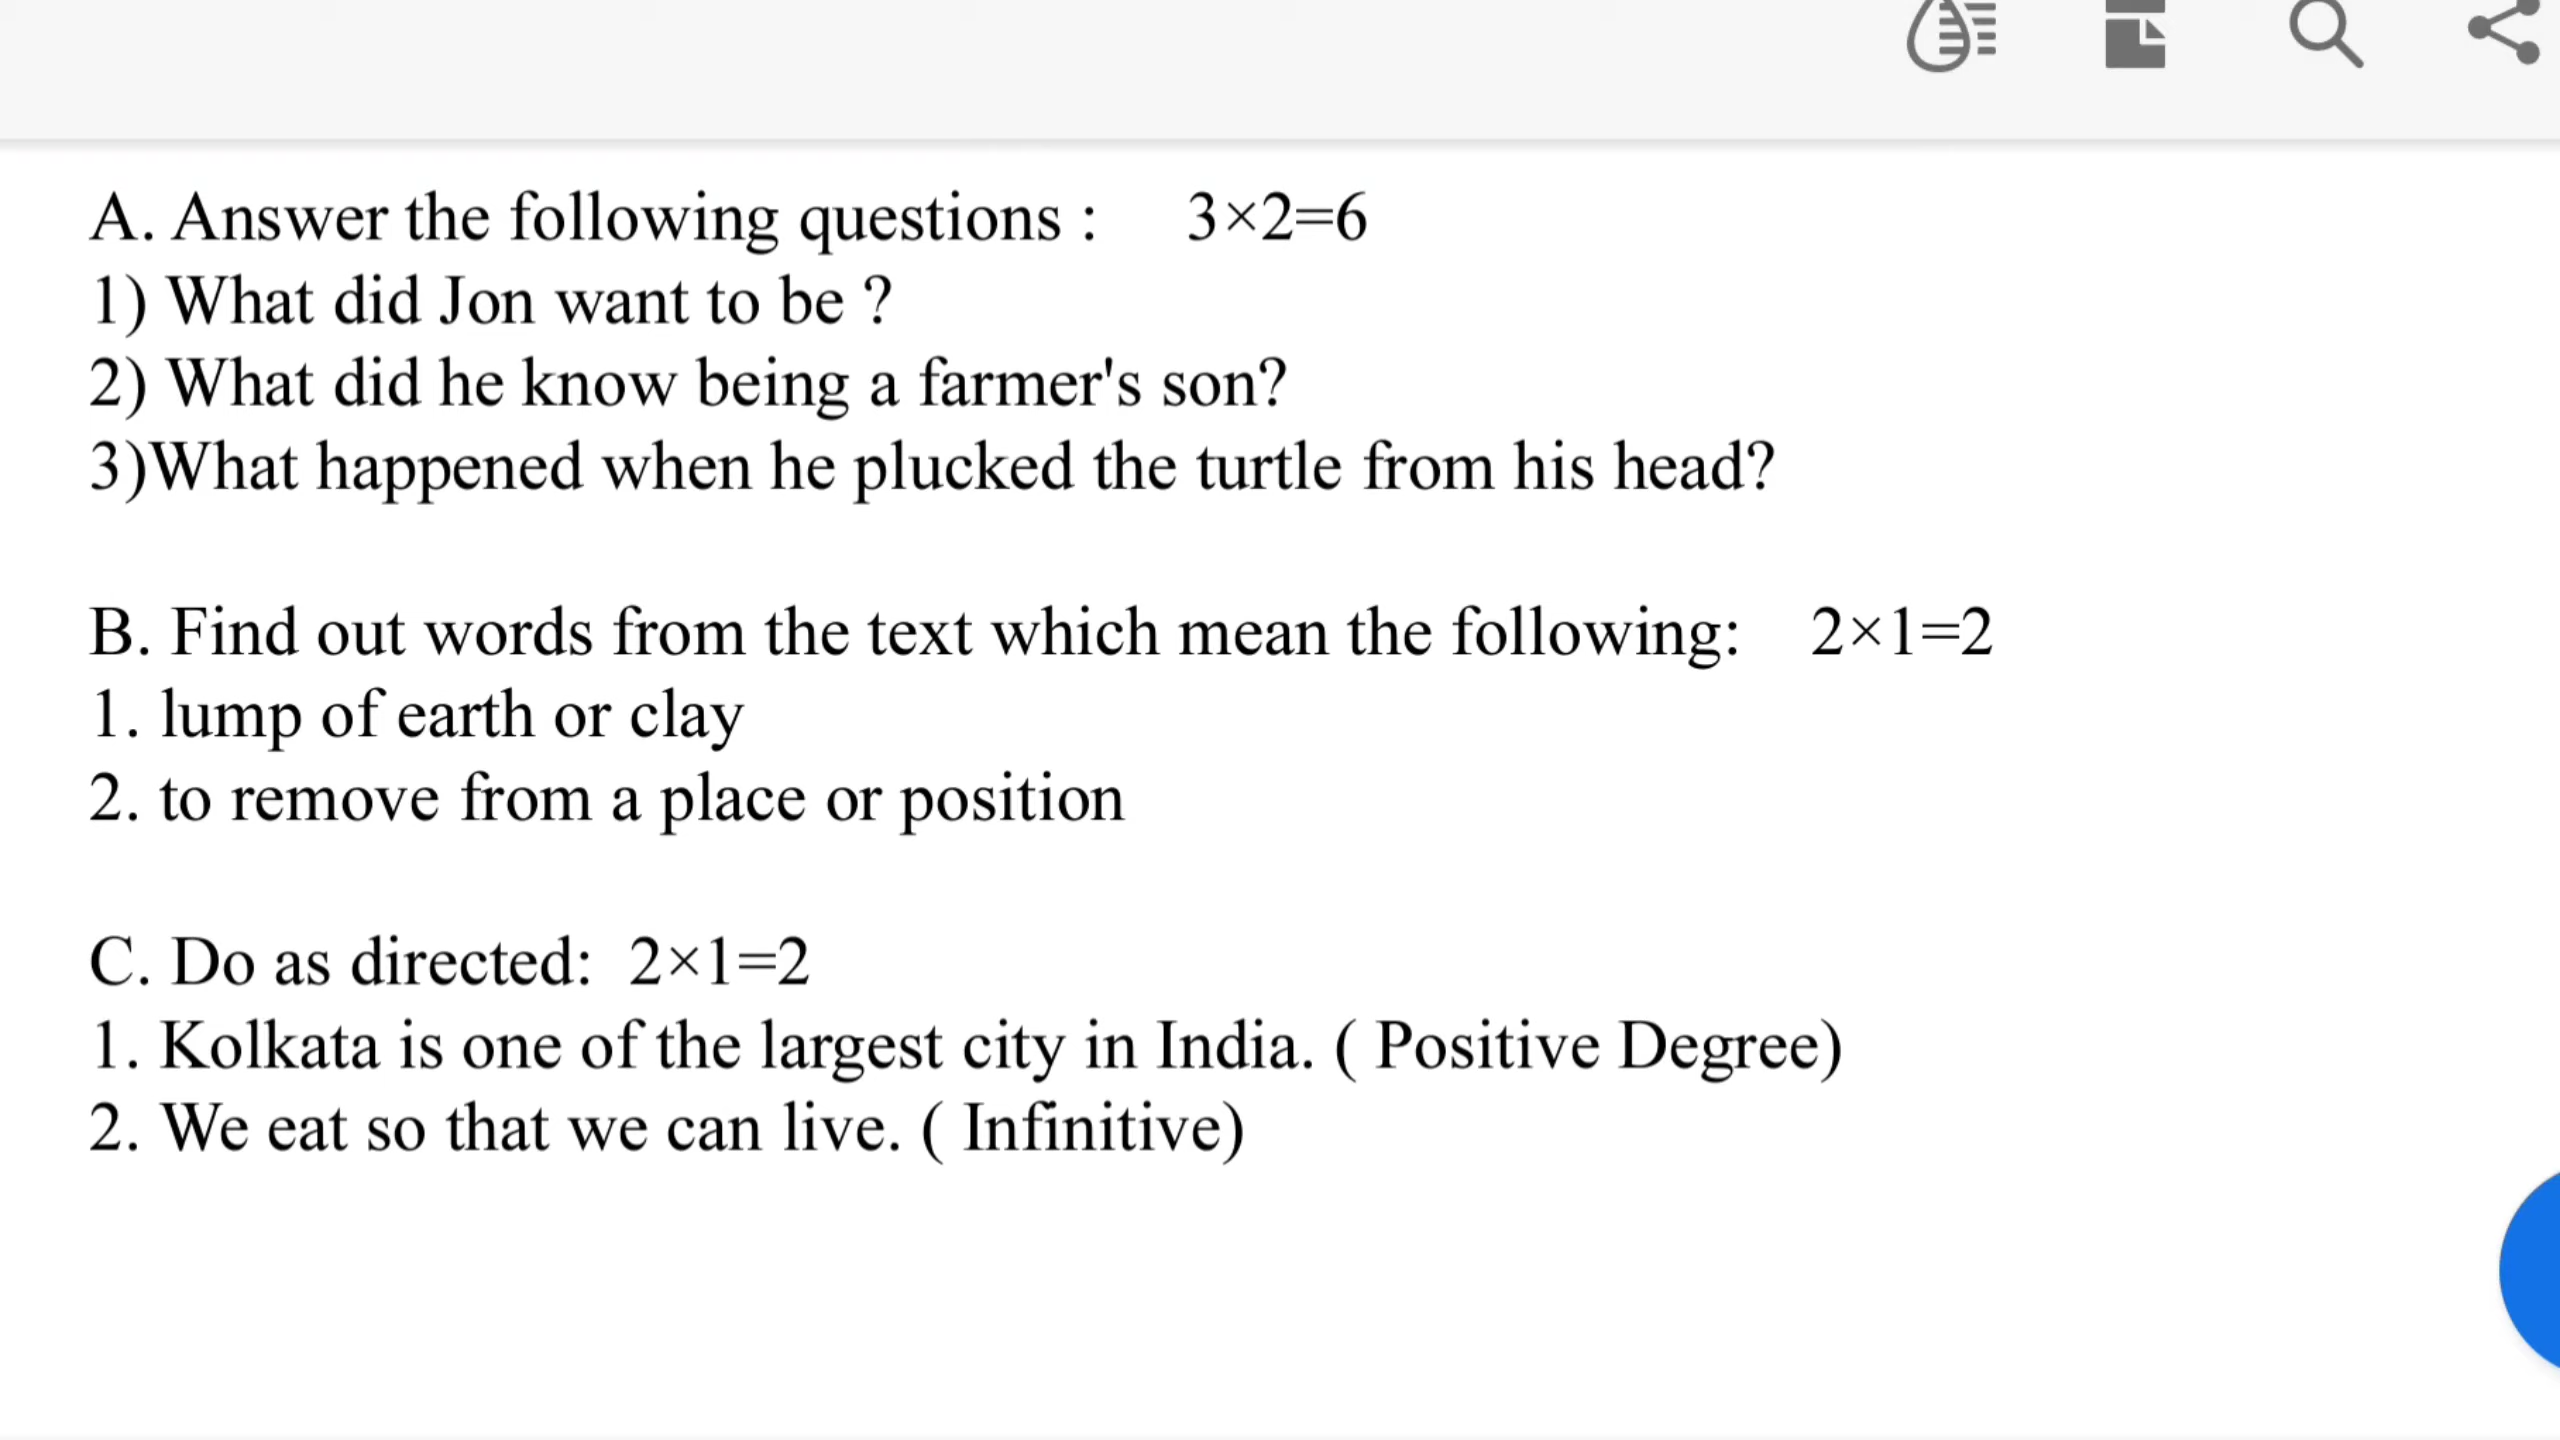 A. Answer the following questions :     3×2=6
1) What did Jon want to be ?
2) What did he know being a farmer's son?
3)What happened when he plucked the turtle from his head?
B. Find out words from the text which mean the following:    2×1=2
1. lump of earth or clay
2. to remove from a place or position
C. Do as directed:  2×1=2
1. Kolkata is one of the largest city in India. ( Positive Degree)
2. We eat so that we can live. ( Infinitive)